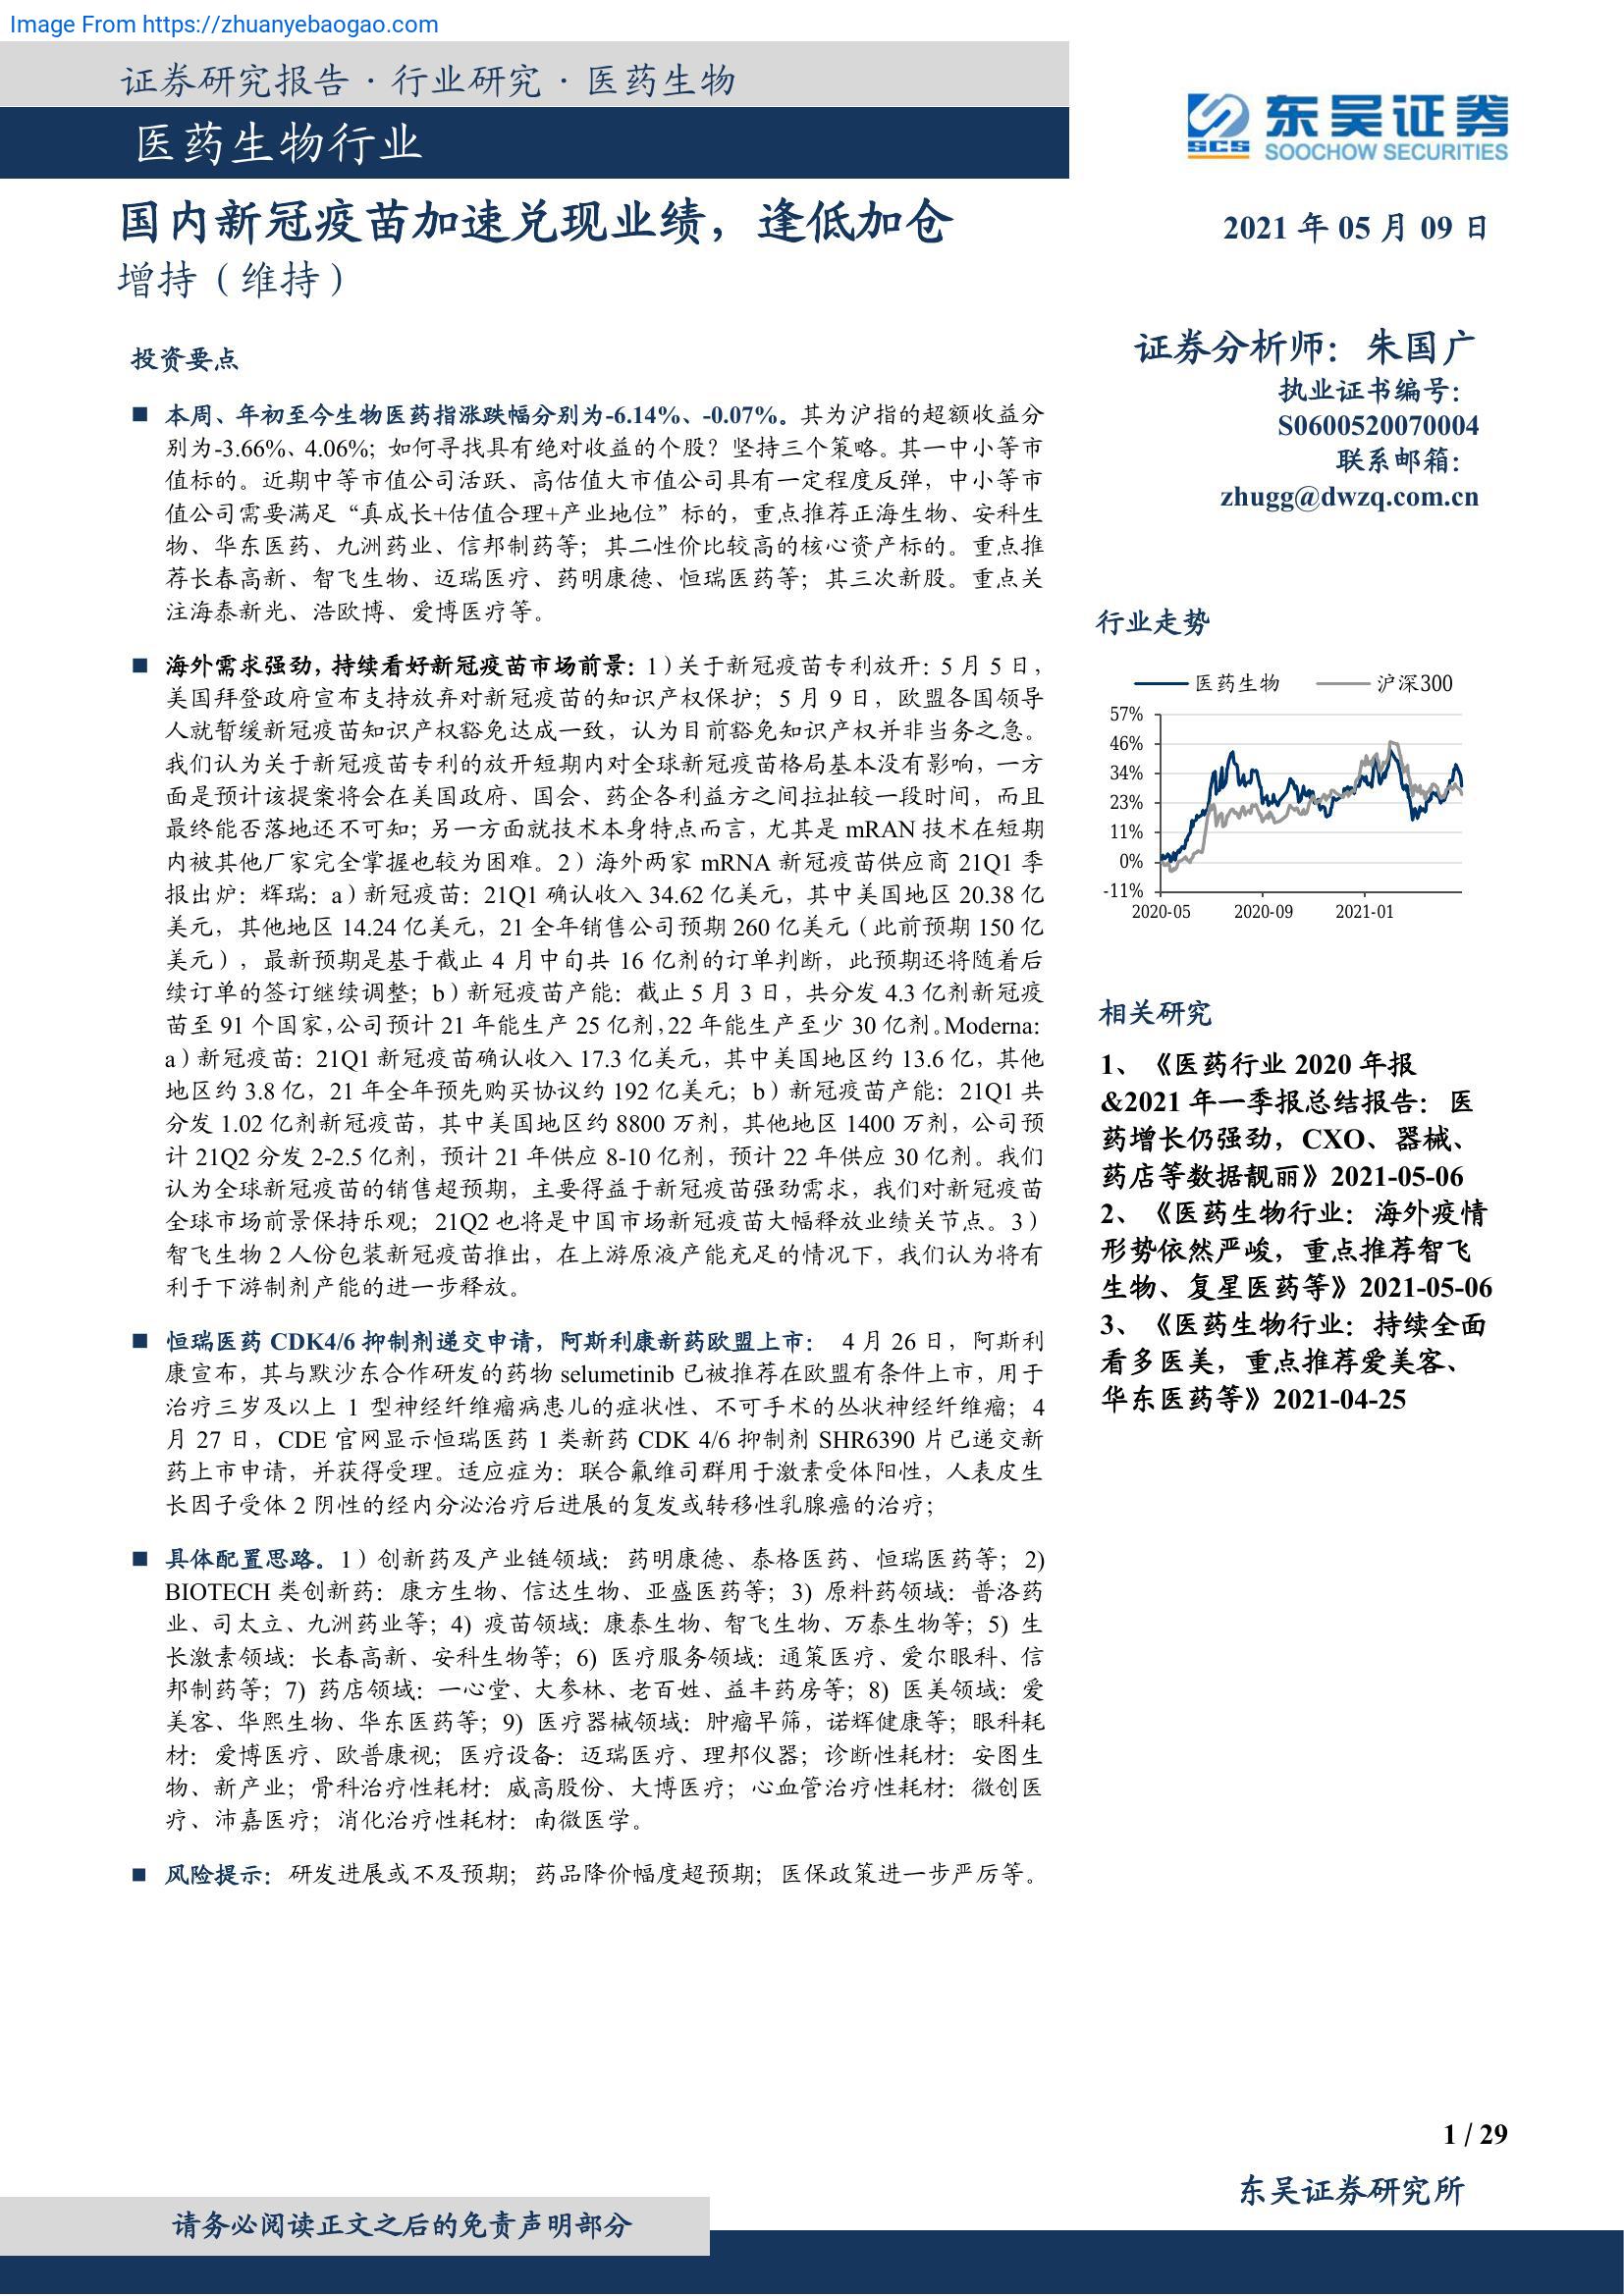 Image From https://zhuanyebaogao.com
证券研究报告·行业研究·医药生物
医药生物行业
东吴证券
SCS
SOOCHOW SECURITIES
国内新冠疫苗加速兑现业绩，逢低加仓
增持（维持）
2021 年 05 月 09 日
证券分析师：朱国广
执业证书编号：
S0600520070004
联系邮箱：
zhugg@dwzq.com.cn
投资要点
■ 本周、年初至今生物医药指涨跌幅分别为-6.14%、-0.07%。其为沪指的超额收益分
别为-3.66%、4.06%；如何寻找具有绝对收益的个股？坚持三个策略。其一中小等市
值标的。近期中等市值公司活跃、高估值大市值公司具有一定程度反弹，中小等市
值公司需要满足“真成长+估值合理+产业地位”标的，重点推荐正海生物、安科生
物、华东医药、九洲药业、信邦制药等；其二性价比较高的核心资产标的。重点推
荐长春高新、智飞生物、迈瑞医疗、药明康德、恒瑞医药等；其三次新股。重点关
注海泰新光、浩欧博、爱博医疗等。
■ 海外需求强劲，持续看好新冠疫苗市场前景：1）关于新冠疫苗专利放开：5 月 5 日，
美国拜登政府宣布支持放弃对新冠疫苗的知识产权保护；5 月 9 日，欧盟各国领导
人就暂缓新冠疫苗知识产权豁免达成一致，认为目前豁免知识产权并非当务之急。
我们认为关于新冠疫苗专利的放开短期内对全球新冠疫苗格局基本没有影响，一方
面是预计该提案将会在美国政府、国会、药企各利益方之间拉扯较一段时间，而且
最终能否落地还不可知；另一方面就技术本身特点而言，尤其是 mRAN 技术在短期
内被其他厂家完全掌握也较为困难。2）海外两家 mRNA 新冠疫苗供应商 21Q1 季
报出炉：辉瑞：a）新冠疫苗：21Q1 确认收入 34.62 亿美元，其中美国地区 20.38 亿
美元，其他地区 14.24 亿美元，21 全年销售公司预期 260 亿美元（此前预期 150 亿
美元），最新预期是基于截止 4 月中旬共 16 亿剂的订单判断，此预期还将随着后
续订单的签订继续调整；b）新冠疫苗产能：截止 5 月 3 日，共分发 4.3 亿剂新冠疫
苗至 91 个国家，公司预计 21 年能生产 25 亿剂，22 年能生产至少 30 亿剂。Moderna:
a）新冠疫苗：21Q1 新冠疫苗确认收入 17.3 亿美元，其中美国地区约 13.6 亿，其他
地区约 3.8 亿，21 年全年预先购买协议约 192 亿美元；b）新冠疫苗产能：21Q1 共
分发 1.02 亿剂新冠疫苗，其中美国地区约 8800 万剂，其他地区 1400 万剂，公司预
计 21Q2 分发 2-2.5 亿剂，预计 21 年供应 8-10 亿剂，预计 22 年供应 30 亿剂。我们
认为全球新冠疫苗的销售超预期，主要得益于新冠疫苗强劲需求，我们对新冠疫苗
全球市场前景保持乐观；21Q2 也将是中国市场新冠疫苗大幅释放业绩关节点。3）
智飞生物 2 人份包装新冠疫苗推出，在上游原液产能充足的情况下，我们认为将有
利于下游制剂产能的进一步释放。
■ 恒瑞医药 CDK4/6 抑制剂递交申请，阿斯利康新药欧盟上市： 4 月 26 日，阿斯利
康宣布，其与默沙东合作研发的药物 selumetinib 已被推荐在欧盟有条件上市，用于
治疗三岁及以上 1 型神经纤维瘤病患儿的症状性、不可手术的丛状神经纤维瘤；4
月 27 日，CDE 官网显示恒瑞医药 1 类新药 CDK 4/6 抑制剂 SHR6390 片已递交新
药上市申请，并获得受理。适应症为：联合氟维司群用于激素受体阳性，人表皮生
长因子受体 2 阴性的经内分泌治疗后进展的复发或转移性乳腺癌的治疗；
■ 具体配置思路。1）创新药及产业链领域：药明康德、泰格医药、恒瑞医药等；2)
BIOTECH 类创新药：康方生物、信达生物、亚盛医药等；3) 原料药领域：普洛药
业、司太立、九洲药业等；4) 疫苗领域：康泰生物、智飞生物、万泰生物等；5) 生
长激素领域：长春高新、安科生物等；6) 医疗服务领域：通策医疗、爱尔眼科、信
邦制药等；7) 药店领域：一心堂、大参林、老百姓、益丰药房等；8) 医美领域：爱
美客、华熙生物、华东医药等；9) 医疗器械领域：肿瘤早筛，诺辉健康等；眼科耗
材：爱博医疗、欧普康视；医疗设备：迈瑞医疗、理邦仪器；诊断性耗材：安图生
物、新产业；骨科治疗性耗材：威高股份、大博医疗；心血管治疗性耗材：微创医
疗、沛嘉医疗；消化治疗性耗材：南微医学。
■ 风险提示：研发进展或不及预期；药品降价幅度超预期；医保政策进一步严厉等。
行业走势
医药生物 沪深300
57%
46%
34%
23%
11%
0%
-11%
2020-05 2020-09 2021-01
相关研究
1、《医药行业 2020 年报
&2021 年一季报总结报告：医
药增长仍强劲，CXO、器械、
药店等数据靓丽》2021-05-06
2、《医药生物行业：海外疫情
形势依然严峻，重点推荐智飞
生物、复星医药等》2021-05-06
3、《医药生物行业：持续全面
看多医美，重点推荐爱美客、
华东医药等》2021-04-25
1 / 29
东吴证券研究所
请务必阅读正文之后的免责声明部分